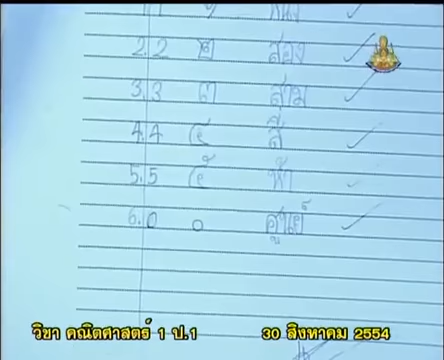 2. 2 ๒ สอง
3. 3 ๓ สาม
4. 4 ๔ สี่
5. 5 ๕ ห้า
6. 0 ๐ ศูนย์
วิชา คณิตศาสตร์ 1 ป.1 30 สิงหาคม 2554